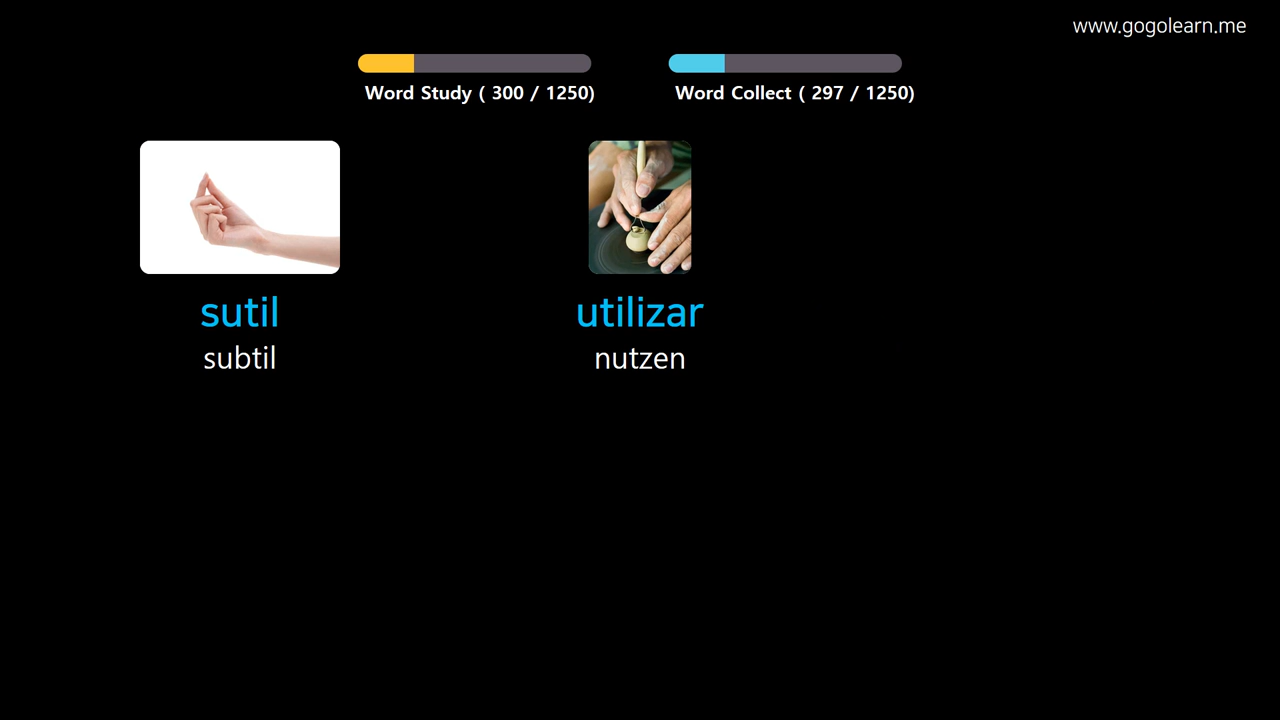 www.gogolearn.me
Word Study ( 300 / 1250)
Word Collect ( 297 / 1250)
sutil
subtil
utilizar
nutzen